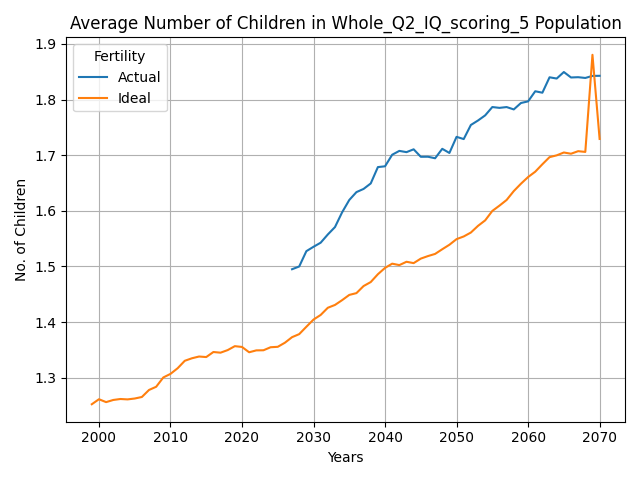 Average Number of Children in Whole_Q2_IQ_scoring_5 Population
Fertility
Actual
Ideal
No. of Children
1.9
1.8
1.7
1.6
1.5
1.4
1.3
2000 2010 2020 2030 2040 2050 2060 2070
Years